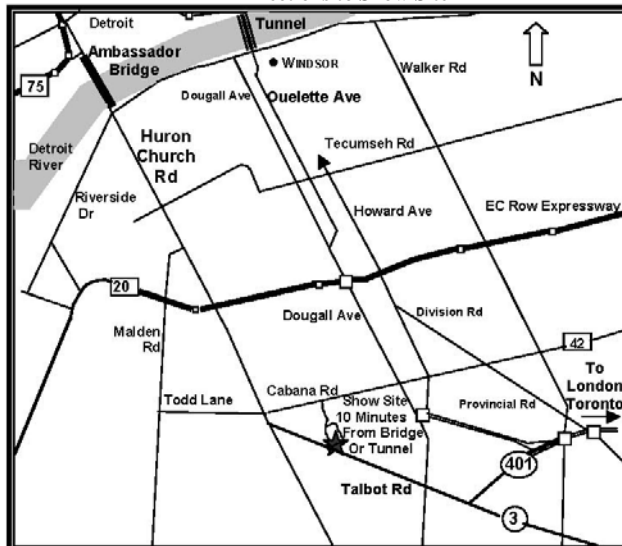 Detroit
Tunnel
Ambassador
Bridge
WINDSOR
Walker Rd
N
75
Dougall Ave
Ouelette Ave
Detroit
River
Huron
Church
Rd
Tecumseh Rd
Riverside
Dr
Howard Ave
EC Row Expressway
20
Malden
Rd
Dougall Ave
Division Rd
42
To
London
Toronto
Todd Lane
Cabana Rd
Show Site
10 Minutes
From Bridge
Or Tunnel
Provincial Rd
401
Talbot Rd
3